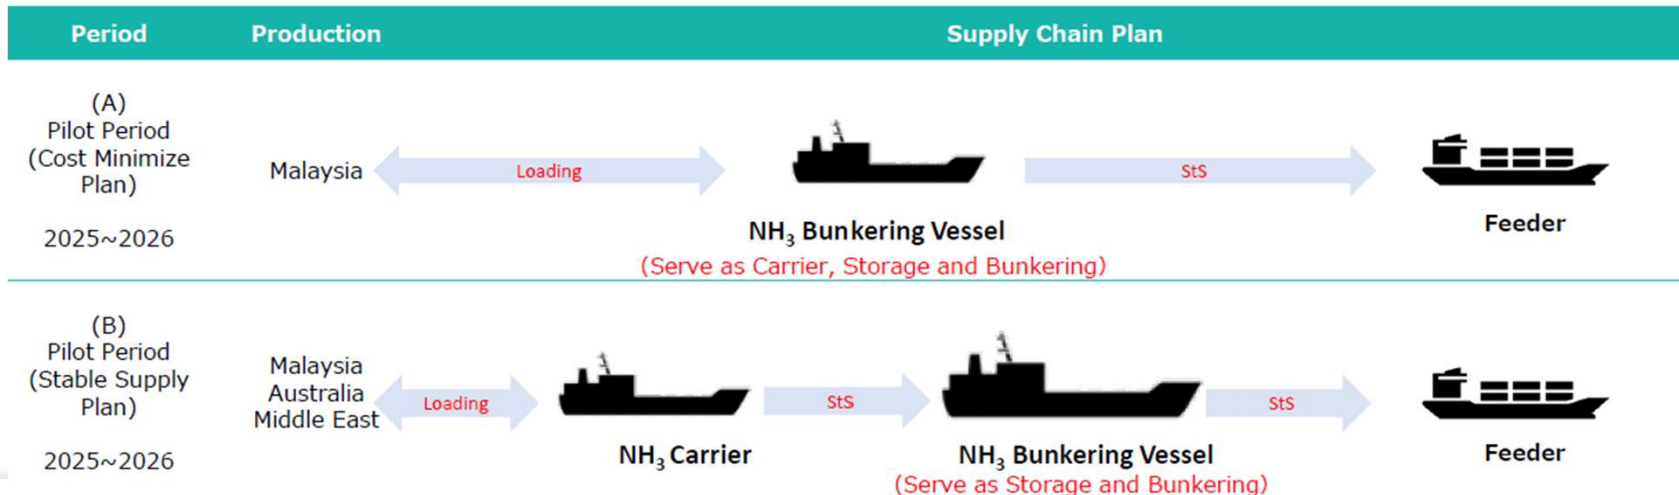 Period Production Supply Chain Plan
(A)
Pilot Period
(Cost Minimize
Plan)
2025~2026
Malaysia
Loading
NH₃ Bunkering Vessel
(Serve as Carrier, Storage and Bunkering)
StS
Feeder
(B)
Pilot Period
(Stable Supply
Plan)
2025~2026
Malaysia
Australia
Middle East
Loading
NH₃ Carrier
StS
NH₃ Bunkering Vessel
(Serve as Storage and Bunkering)
StS
Feeder